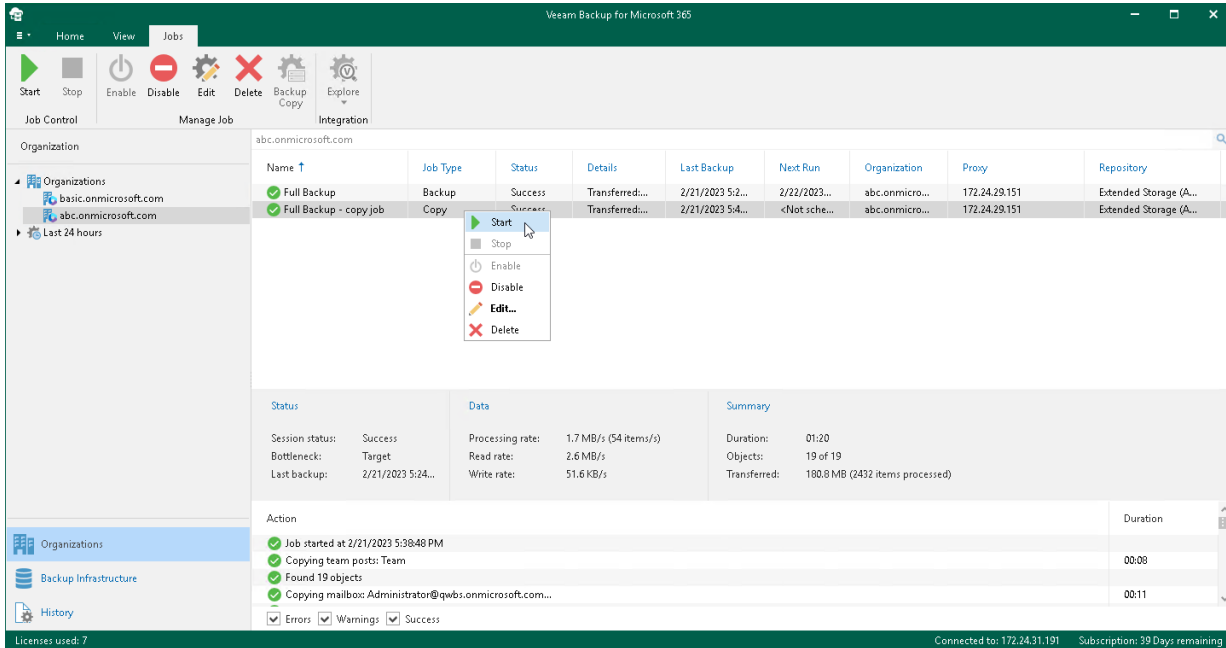 Veeam Backup for Microsoft 365
Home View Jobs
Start Stop Enable Disable Edit Delete Backup Copy Explore
Job Control Manage Job Integration
Organization
Organizations
basic.onmicrosoft.com
abc.onmicrosoft.com
Last 24 hours
abc.onmicrosoft.com
Name Job Type Status Details Last Backup Next Run Organization Proxy Repository
Full Backup Backup Success Transferred:... 2/21/2023 5:2... 2/22/2023... abc.onmicro... 172.24.29.151 Extended Storage (A...
Full Backup - copy job Copy Success Transferred:... 2/21/2023 5:4... <Not sche... abc.onmicro... 172.24.29.151 Extended Storage (A...
Start
Stop
Enable
Disable
Edit...
Delete
Status Data Summary
Session status: Success Processing rate: 1.7 MB/s (54 items/s) Duration: 01:20
Bottleneck: Target Read rate: 2.6 MB/s Objects: 19 of 19
Last backup: 2/21/2023 5:24... Write rate: 51.6 KB/s Transferred: 180.8 MB (2432 items processed)
Action Duration
Job started at 2/21/2023 5:38:48 PM
Copying team posts: Team 00:08
Found 19 objects
Copying mailbox: Administrator@qwbs.onmicrosoft.com... 00:11
Errors Warnings Success
Organizations
Backup Infrastructure
History
Licenses used: 7 Connected to: 172.24.31.191 Subscription: 39 Days remaining